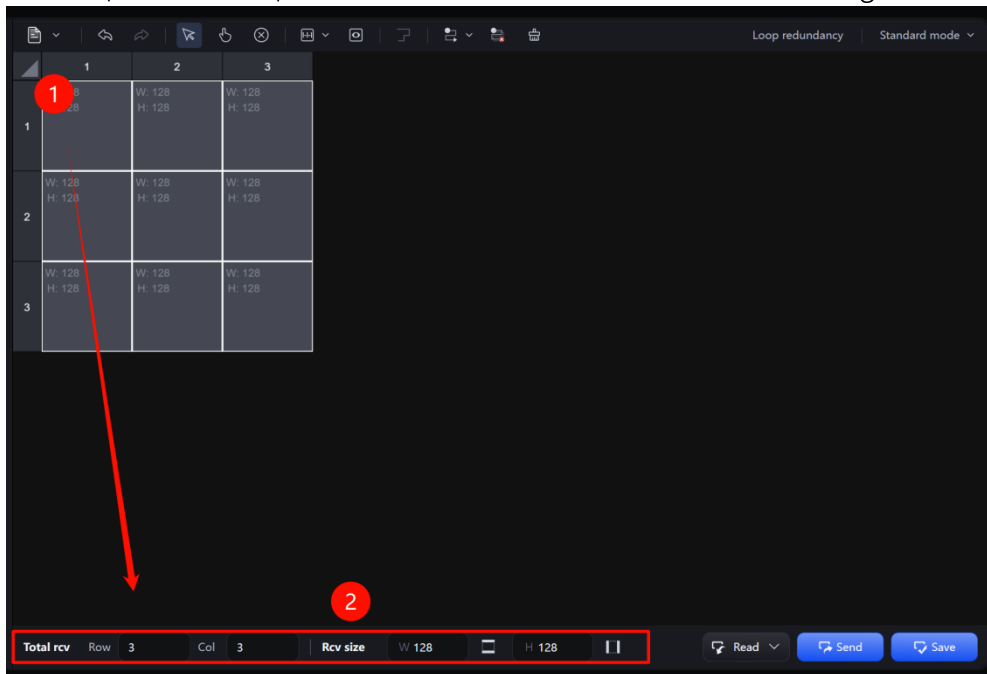 Loop redundancy Standard mode
1 2 3
1
1
8 W: 128 W: 128
28 H: 128 H: 128
2
W: 128 W: 128 W: 128
H: 128 H: 128 H: 128
3
W: 128 W: 128 W: 128
H: 128 H: 128 H: 128
2
Total rcv Row 3 Col 3 Rcv size W 128 H 128 Read Send Save